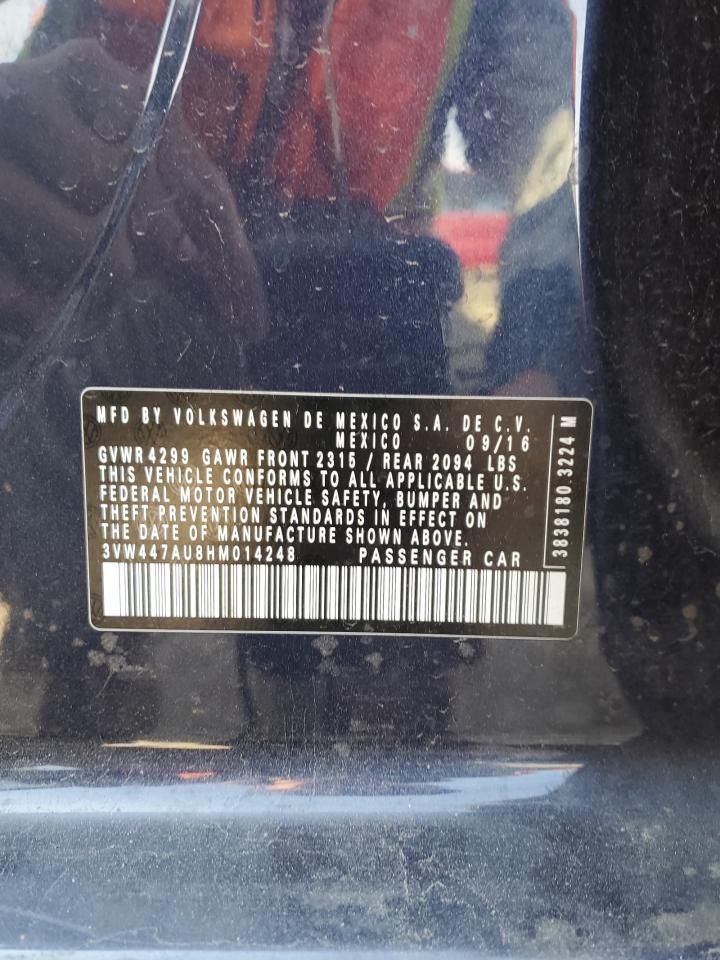 MFD BY VOLKSWAGEN DE MEXICO S.A. DE C.V.
MEXICO 09/16
GVWR 4299 GAWR FRONT 2315 / REAR 2094 LBS
THIS VEHICLE CONFORMS TO ALL APPLICABLE U.S.
FEDERAL MOTOR VEHICLE SAFETY, BUMPER AND
THEFT PREVENTION STANDARDS IN EFFECT ON
THE DATE OF MANUFACTURE SHOWN ABOVE.
3VW447AU8HM014248 PASSENGER CAR
3838180 3224 M